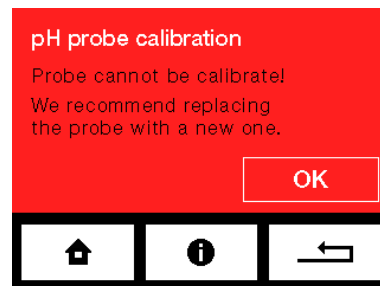 pH probe calibration
Probe cannot be calibrate!
We recommend replacing
the probe with a new one.
OK